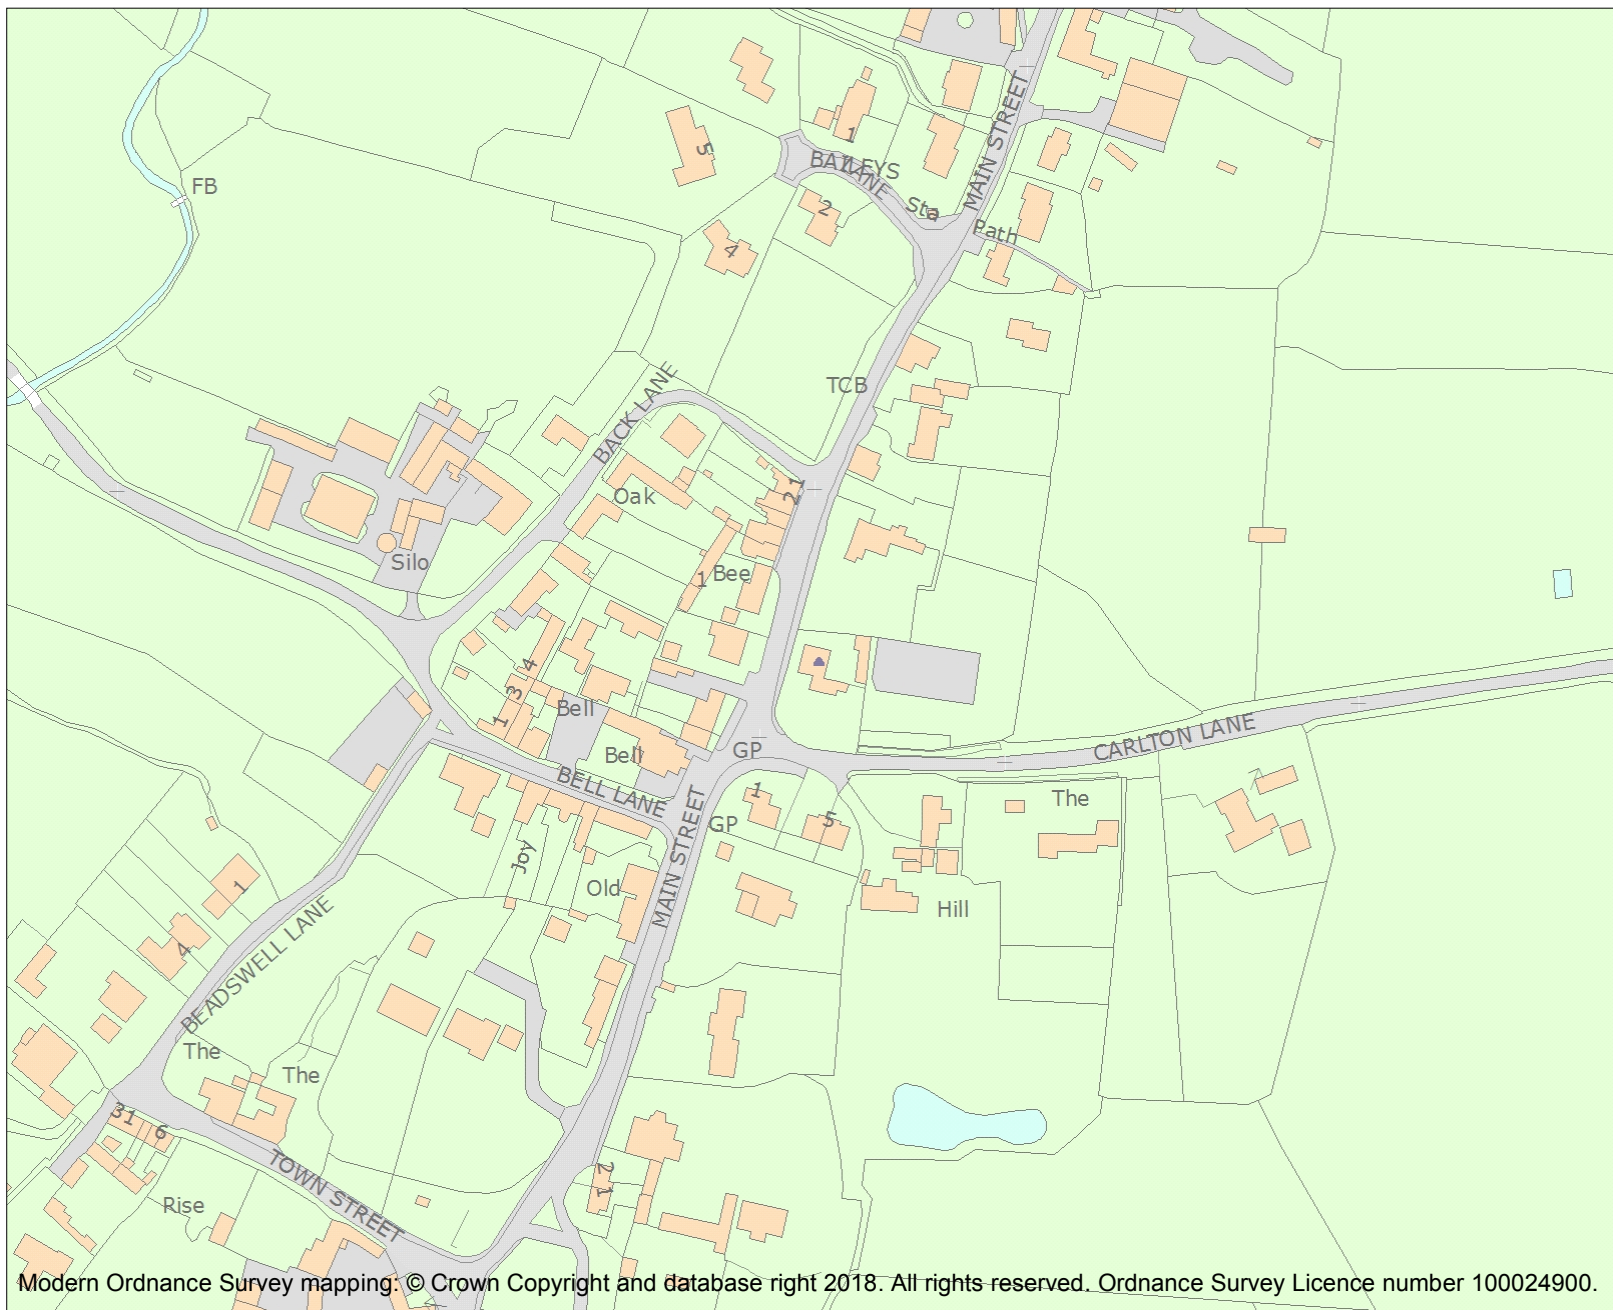 MAIN STREET
1
5
BAILEYS
LANE
1
FB
2
Sta
Path
4
TCB
BACK LANE
Oak
21
Silo
Bee
1
4
3
1
Bell
Bell
GP
CARLTON LANE
BELL LANE
1
The
MAIN STREET
GP
5
Joy
Old
1
Hill
4
BEADSWELL LANE
The
The
31
6
TOWN STREET
21
Rise
Modern Ordnance Survey mapping: © Crown Copyright and database right 2018. All rights reserved. Ordnance Survey Licence number 100024900.